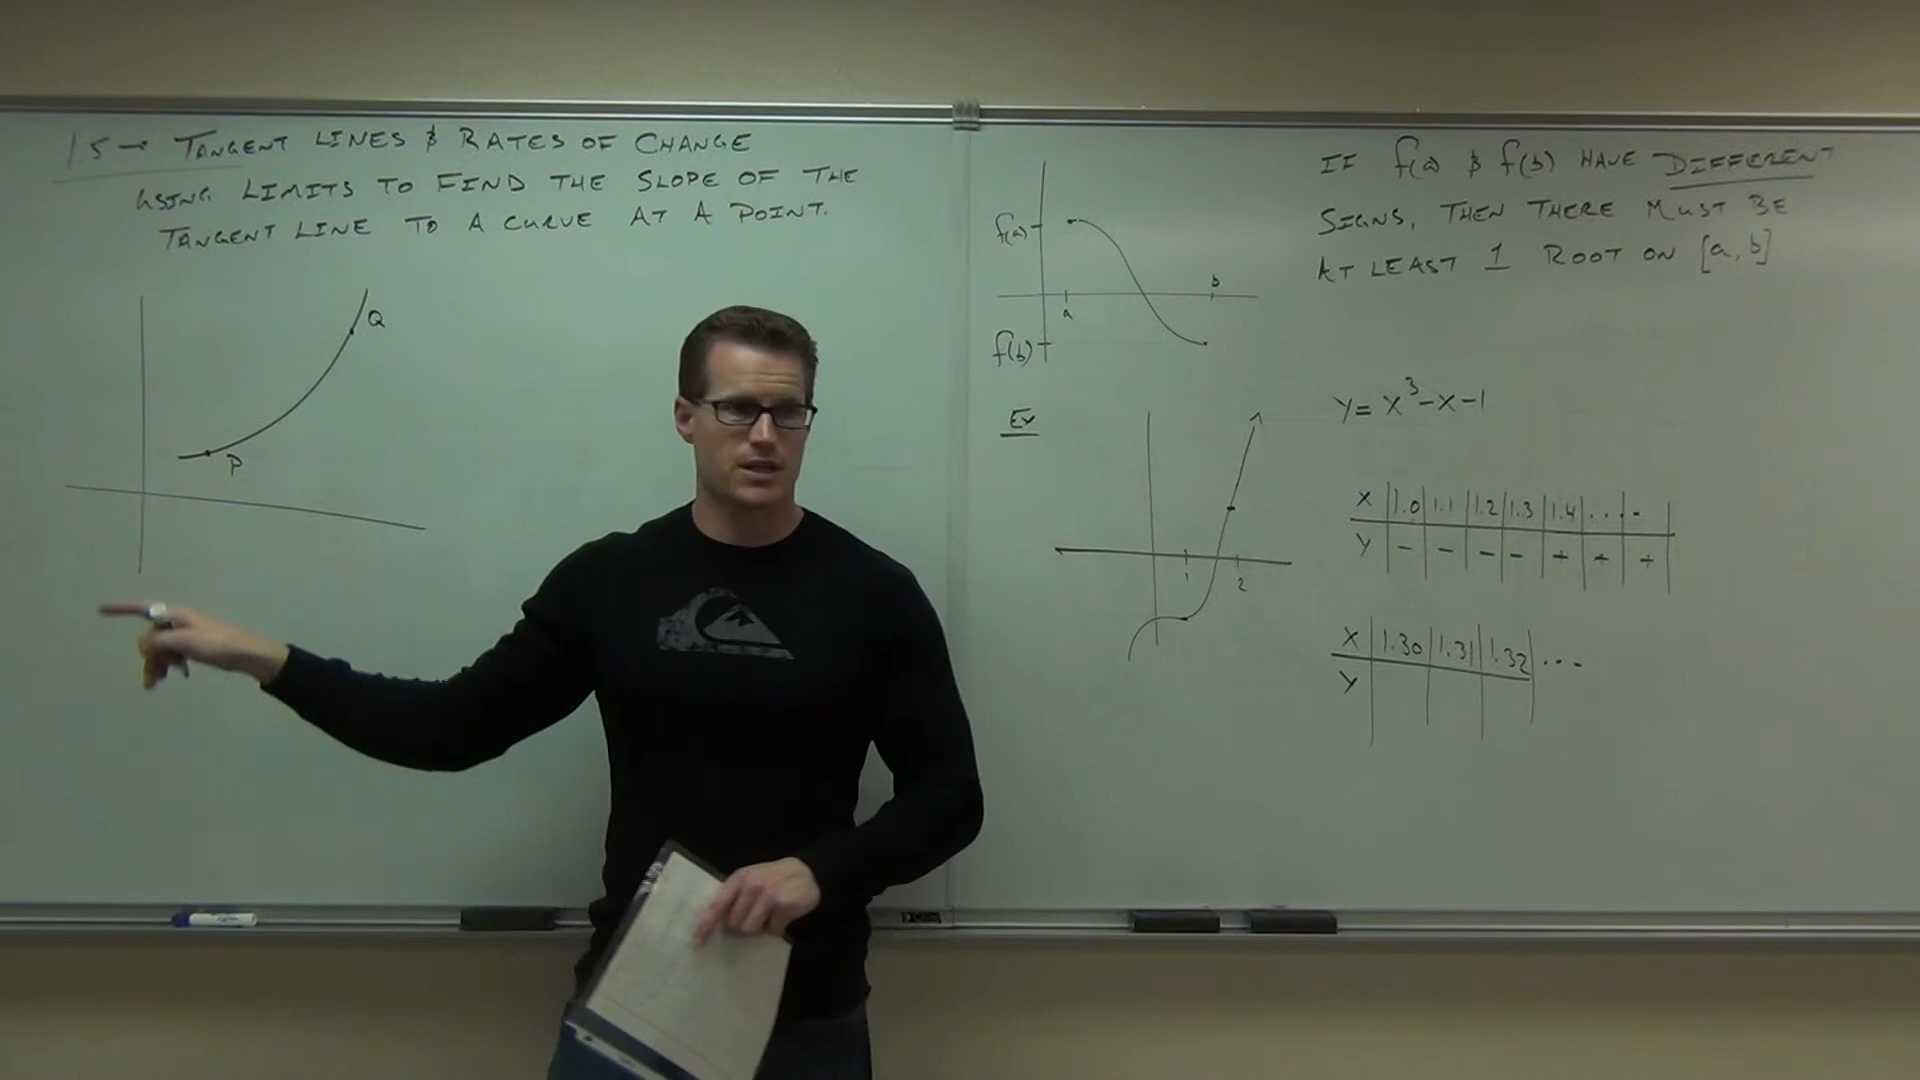 1.5 → TANGENT LINES & RATES OF CHANGE
USING LIMITS TO FIND THE SLOPE OF THE
TANGENT LINE TO A CURVE AT A POINT.
Q
P
f(a)
a
b
f(b)
IF f(a) & f(b) HAVE DIFFERENT
SIGNS, THEN THERE MUST BE
AT LEAST 1 ROOT ON [a, b]
Ex
1
2
Y = X³ - X - 1
X 1.0 1.1 1.2 1.3 1.4 ....
Y - - - - + + +
X 1.30 1.31 1.32 ...
Y